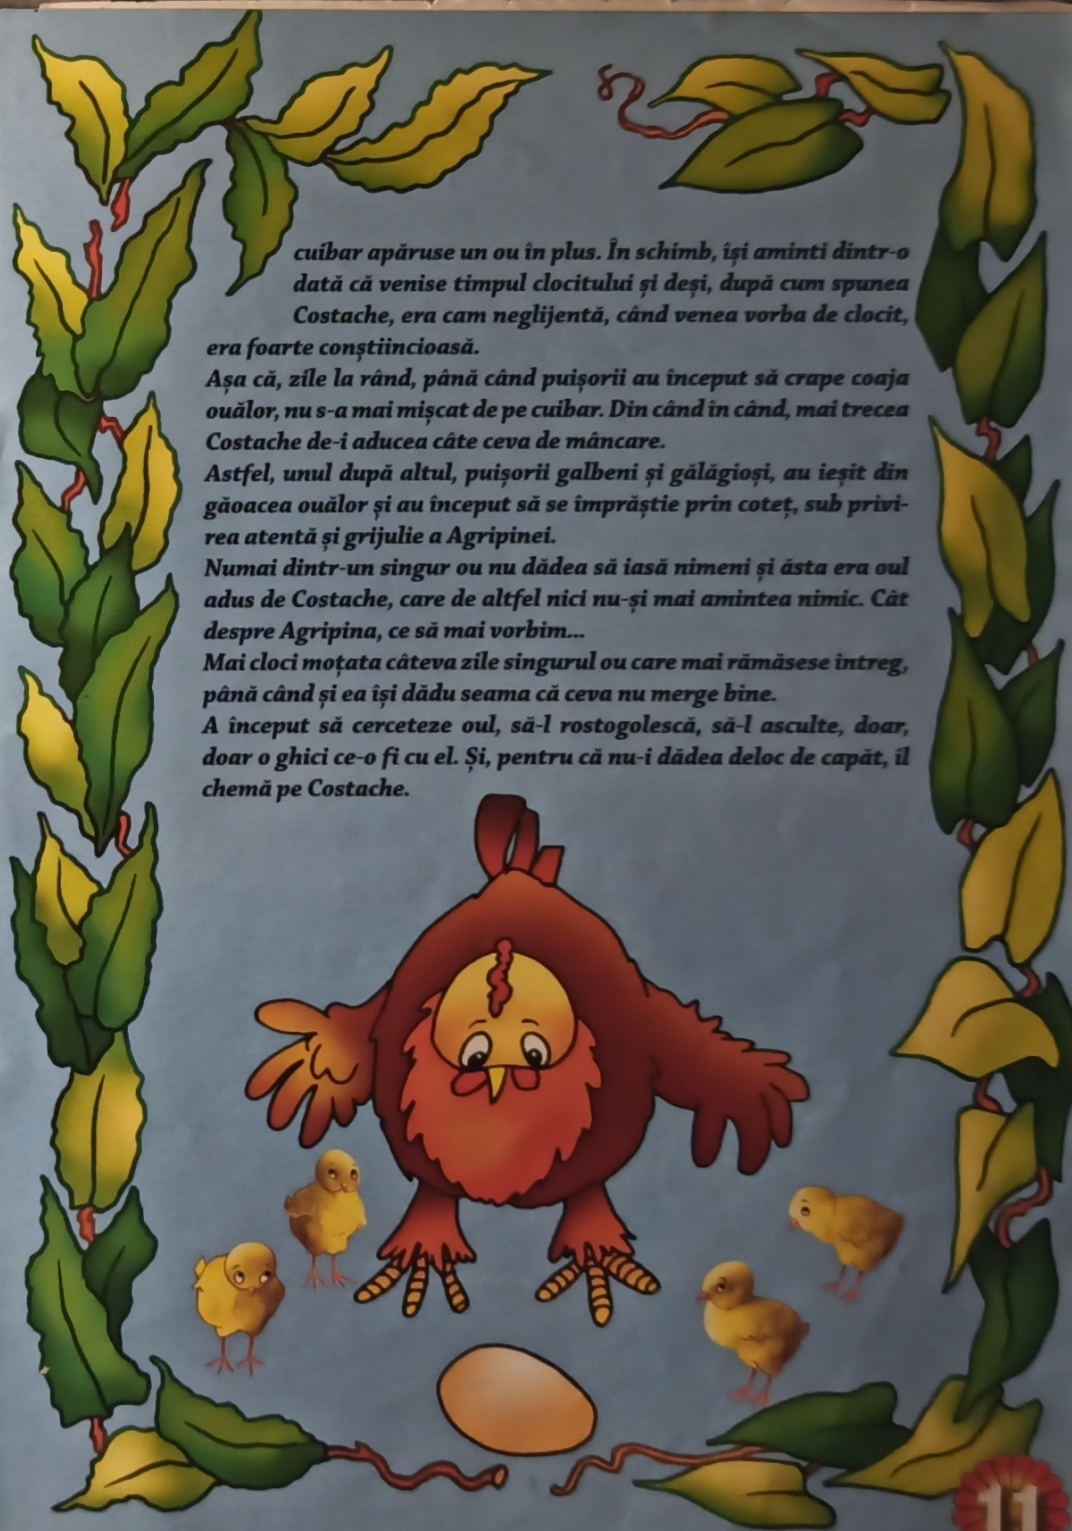 cuibar apăruse un ou în plus. În schimb, își aminti dintr-o
dată că venise timpul clocitului și deși, după cum spunea
Costache, era cam neglijentă, când venea vorba de clocit,
era foarte conștiincioasă.
Așa că, zile la rând, până când puișorii au început să crape coaja
ouălor, nu s-a mai mișcat de pe cuibar. Din când în când, mai trecea
Costache de-i aducea câte ceva de mâncare.
Astfel, unul după altul, puișorii galbeni și gălăgioși, au ieșit din
găoacea ouălor și au început să se împrăștie prin coteț, sub privi-
rea atentă și grijulie a Agripinei.
Numai dintr-un singur ou nu dădea să iasă nimeni și ăsta era oul
adus de Costache, care de altfel nici nu-și mai amintea nimic. Cât
despre Agripina, ce să mai vorbim...
Mai cloci moțata câteva zile singurul ou care mai rămăsese întreg,
până când și ea își dădu seama că ceva nu merge bine.
A început să cerceteze oul, să-l rostogolescă, să-l asculte, doar,
doar o ghici ce-o fi cu el. Și, pentru că nu-i dădea deloc de capăt, îl
chemă pe Costache.
11